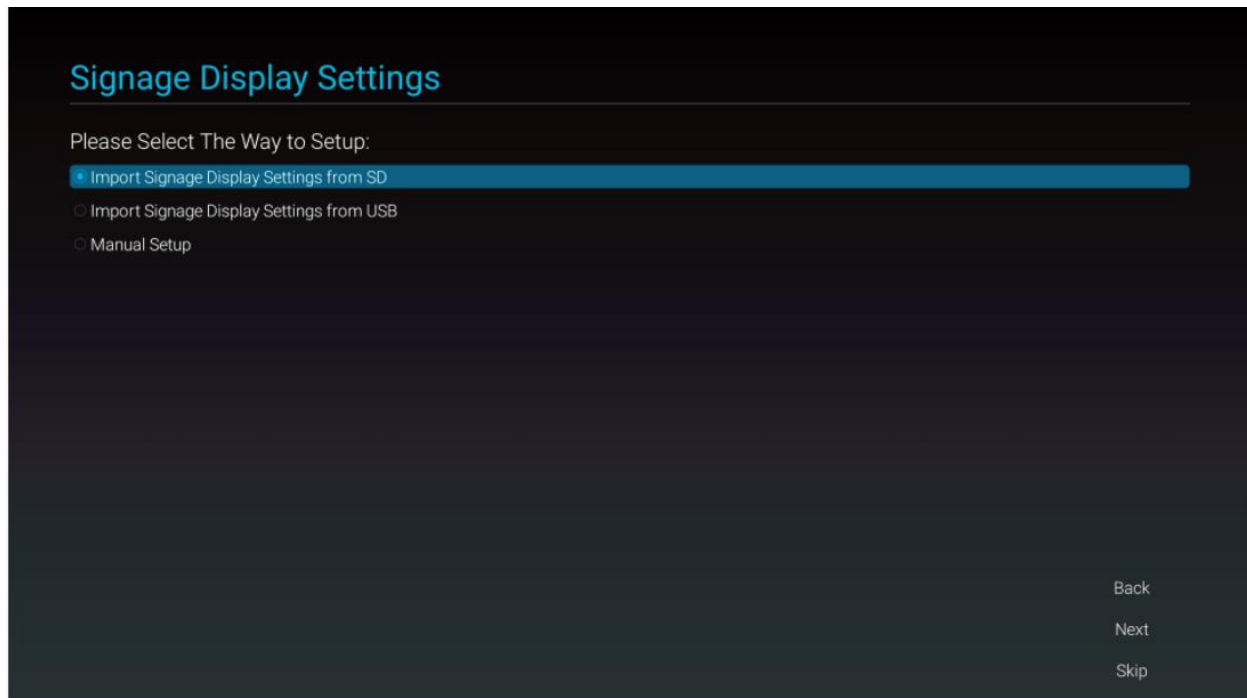 Signage Display Settings
Please Select The Way to Setup:
Import Signage Display Settings from SD
Import Signage Display Settings from USB
Manual Setup
Back
Next
Skip